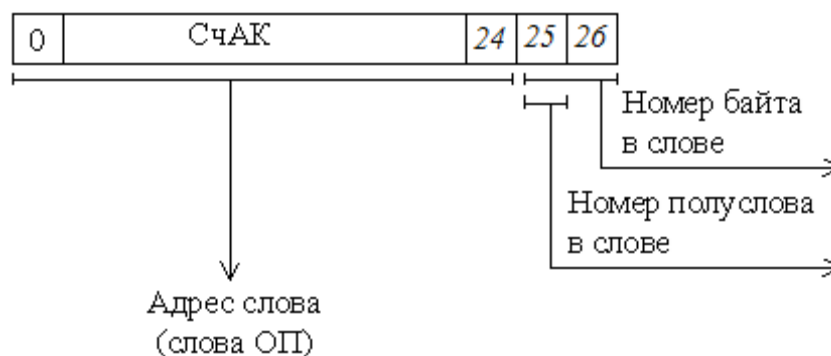 0 СчАК 24 25 26
Номер байта
в слове
Номер полуслова
в слове
Адрес слова
(слова ОП)